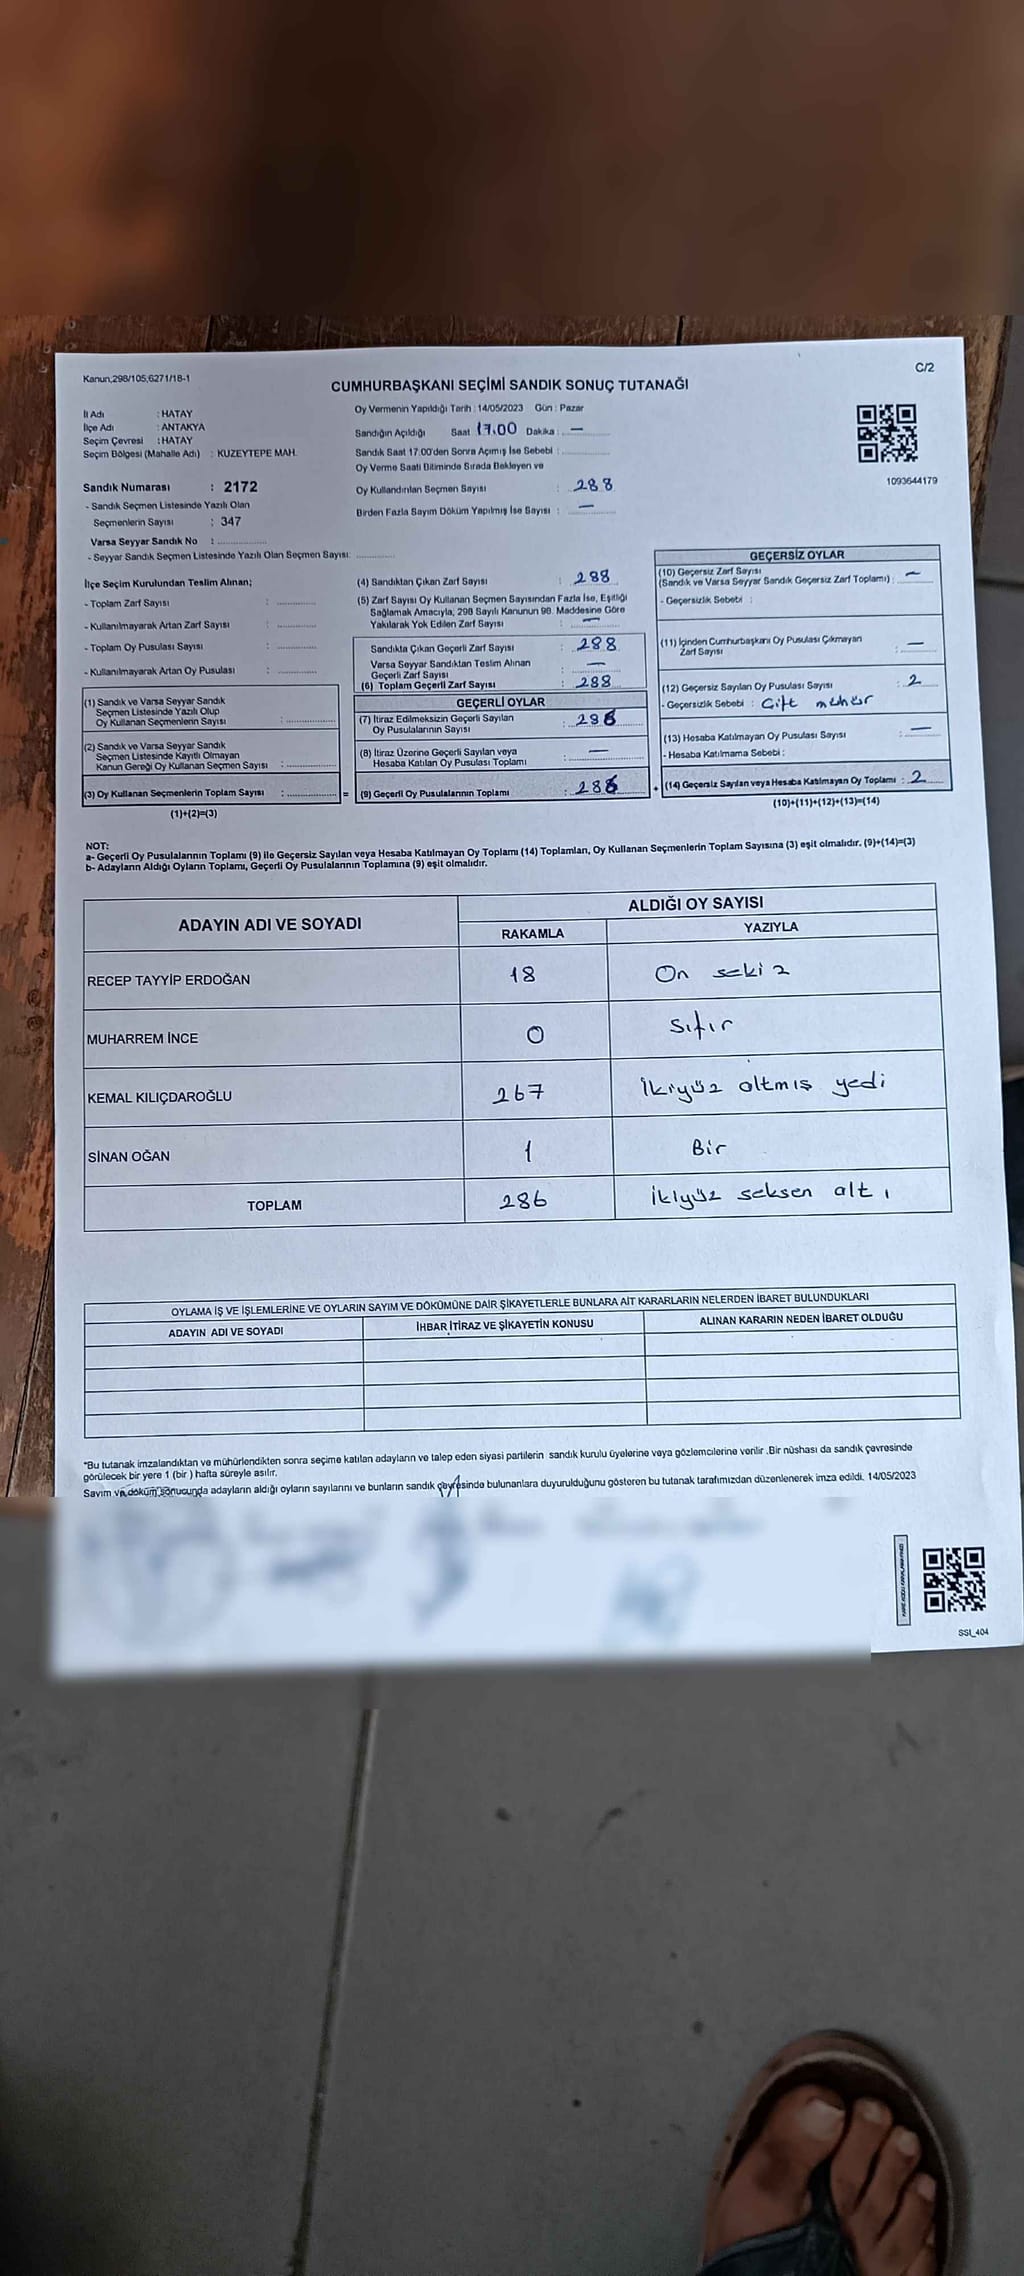 Kanun,298/105,6271/18-1
C/2
CUMHURBAŞKANI SEÇİMİ SANDIK SONUÇ TUTANAĞI
İl Adı : HATAY
İlçe Adı : ANTAKYA
Seçim Çevresi : HATAY
Seçim Bölgesi (Mahalle Adı) : KUZEYTEPE MAH.
Sandık Numarası : 2172
- Sandık Seçmen Listesinde Yazılı Olan
Seçmenlerin Sayısı : 347
Varsa Seyyar Sandık No :
- Seyyar Sandık Seçmen Listesinde Yazılı Olan Seçmen Sayısı:
Oy Vermenin Yapıldığı Tarih : 14/05/2023 Gün : Pazar
Sandığın Açıldığı Saat 17.00 Dakika : —
Sandık Saat 17:00'den Sonra Açımış İse Sebebi :
Oy Verme Saati Bitiminde Sırada Bekleyen ve
Oy Kullandırılan Seçmen Sayısı : 288
Birden Fazla Sayım Döküm Yapılmış İse Sayısı : —
1093644179
İlçe Seçim Kurulundan Teslim Alınan;
- Toplam Zarf Sayısı :
- Kullanılmayarak Artan Zarf Sayısı :
- Toplam Oy Pusulası Sayısı :
- Kullanılmayarak Artan Oy Pusulası :
(1) Sandık ve Varsa Seyyar Sandık
Seçmen Listesinde Yazılı Olup
Oy Kullanan Seçmenlerin Sayısı :
(2) Sandık ve Varsa Seyyar Sandık
Seçmen Listesinde Kayıtlı Olmayan
Kanun Gereği Oy Kullanan Seçmen Sayısı :
(3) Oy Kullanan Seçmenlerin Toplam Sayısı : =
(1)+(2)=(3)
(4) Sandıktan Çıkan Zarf Sayısı : 288
(5) Zarf Sayısı Oy Kullanan Seçmen Sayısından Fazla İse, Eşitliği
Sağlamak Amacıyla, 298 Sayılı Kanunun 98. Maddesine Göre
Yakılarak Yok Edilen Zarf Sayısı : —
Sandıkta Çıkan Geçerli Zarf Sayısı : 288
Varsa Seyyar Sandıktan Teslim Alınan
Geçerli Zarf Sayısı : —
(6) Toplam Geçerli Zarf Sayısı : 288
GEÇERLİ OYLAR
(7) İtiraz Edilmeksizin Geçerli Sayılan
Oy Pusulalarının Sayısı : 286
(8) İtiraz Üzerine Geçerli Sayılan veya
Hesaba Katılan Oy Pusulası Toplamı : —
(9) Geçerli Oy Pusulalarının Toplamı : 286 +
GEÇERSİZ OYLAR
(10) Geçersiz Zarf Sayısı
(Sandık ve Varsa Seyyar Sandık Geçersiz Zarf Toplamı) : —
- Geçersizlik Sebebi :
(11) İçinden Cumhurbaşkanı Oy Pusulası Çıkmayan
Zarf Sayısı : —
(12) Geçersiz Sayılan Oy Pusulası Sayısı : 2
- Geçersizlik Sebebi : Çift mühür
(13) Hesaba Katılmayan Oy Pusulası Sayısı : —
- Hesaba Katılmama Sebebi :
(14) Geçersiz Sayılan veya Hesaba Katılmayan Oy Toplamı : 2
(10)+(11)+(12)+(13)=(14)
NOT:
a- Geçerli Oy Pusulalarının Toplamı (9) ile Geçersiz Sayılan veya Hesaba Katılmayan Oy Toplamı (14) Toplamları, Oy Kullanan Seçmenlerin Toplam Sayısına (3) eşit olmalıdır. (9)+(14)=(3)
b- Adayların Aldığı Oyların Toplamı, Geçerli Oy Pusulalarının Toplamına (9) eşit olmalıdır.
ADAYIN ADI VE SOYADI
ALDIĞI OY SAYISI
RAKAMLA YAZIYLA
RECEP TAYYİP ERDOĞAN 18 On sekiz
MUHARREM İNCE 0 sıfır
KEMAL KILIÇDAROĞLU 267 ikiyüz altmış yedi
SİNAN OĞAN 1 Bir
TOPLAM 286 ikiyüz seksen altı
OYLAMA İŞ VE İŞLEMLERİNE VE OYLARIN SAYIM VE DÖKÜMÜNE DAİR ŞİKAYETLERLE BUNLARA AİT KARARLARIN NELERDEN İBARET BULUNDUKLARI
ADAYIN ADI VE SOYADI İHBAR İTİRAZ VE ŞİKAYETİN KONUSU ALINAN KARARIN NEDEN İBARET OLDUĞU
*Bu tutanak imzalandıktan ve mühürlendikten sonra seçime katılan adayların ve talep eden siyasi partilerin sandık kurulu üyelerine veya gözlemcilerine verilir .Bir nüshası da sandık çevresinde
görülecek bir yere 1 (bir ) hafta süreyle asılır.
Sayım ve döküm sonucunda adayların aldığı oyların sayılarını ve bunların sandık çevresinde bulunanlara duyurulduğunu gösteren bu tutanak tarafımızdan düzenlenerek imza edildi. 14/05/2023
SSI_404